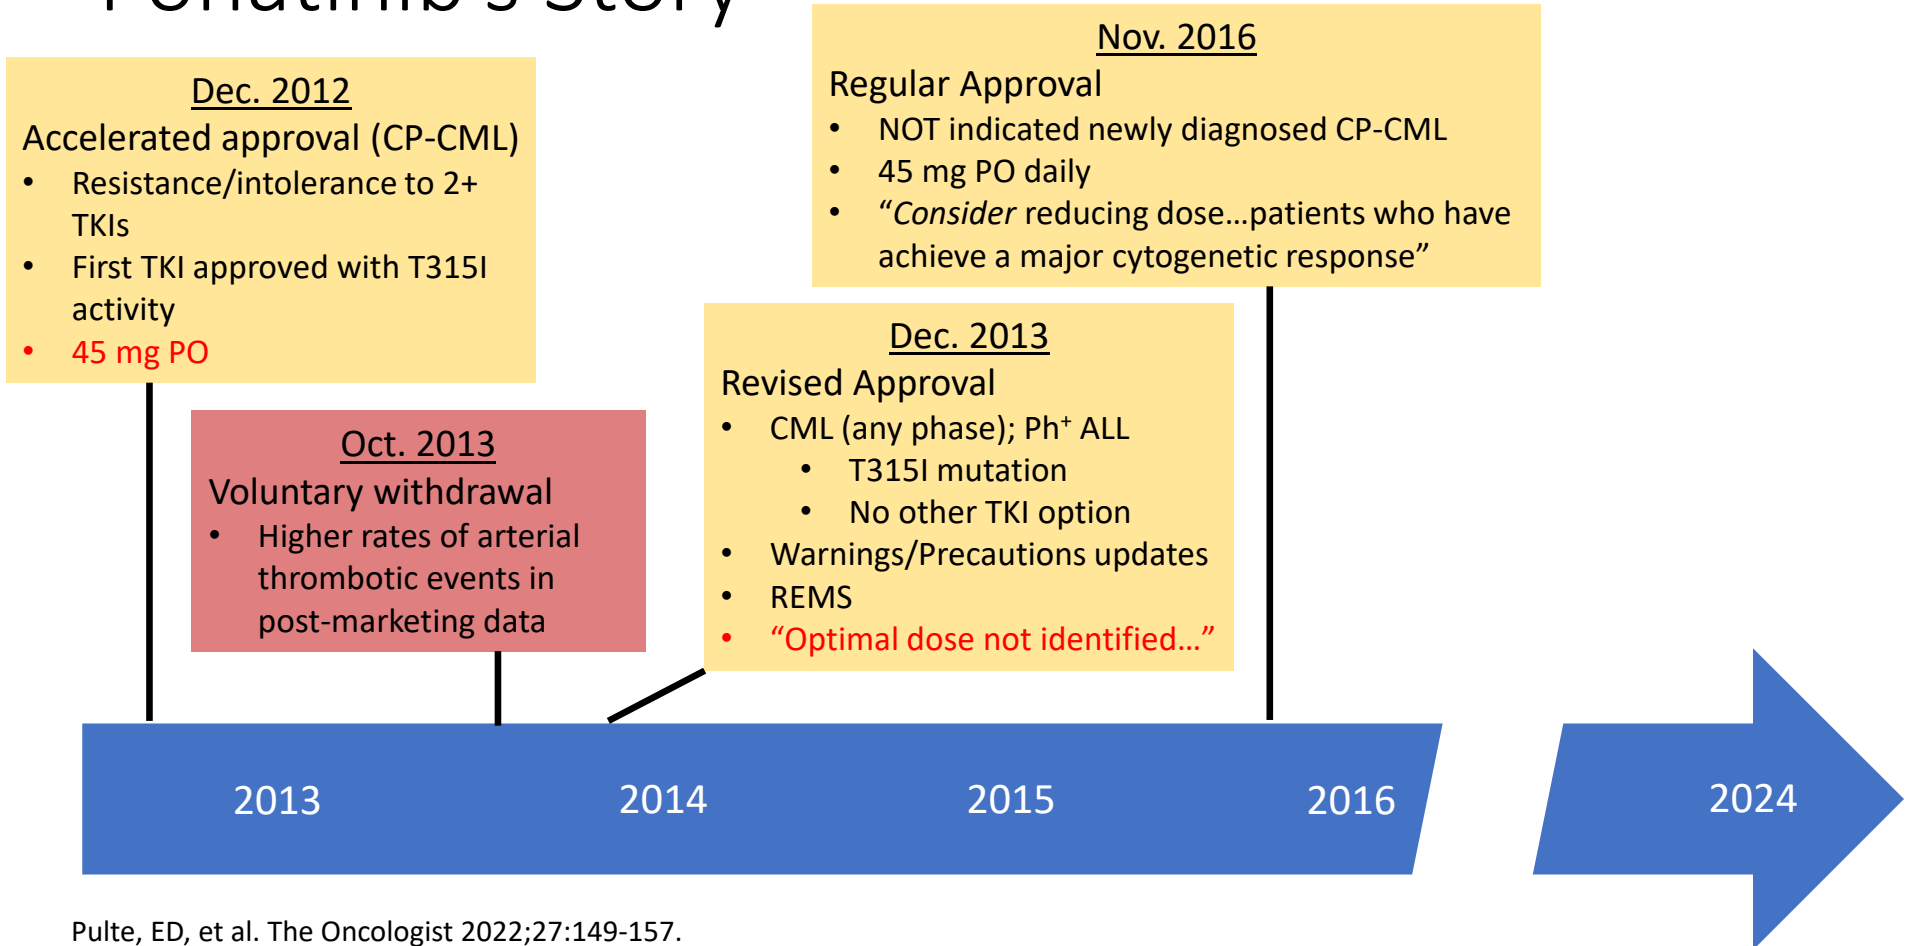 Ponatinib's Story
Dec. 2012
Accelerated approval (CP-CML)
• Resistance/intolerance to 2+
TKIs
• First TKI approved with T315I
activity
• 45 mg PO
Oct. 2013
Voluntary withdrawal
• Higher rates of arterial
thrombotic events in
post-marketing data
Dec. 2013
Revised Approval
• CML (any phase); Ph⁺ ALL
• T315I mutation
• No other TKI option
• Warnings/Precautions updates
• REMS
• “Optimal dose not identified…”
Nov. 2016
Regular Approval
• NOT indicated newly diagnosed CP-CML
• 45 mg PO daily
• “Consider reducing dose…patients who have
achieve a major cytogenetic response”
2013
2014
2015
2016
2024
Pulte, ED, et al. The Oncologist 2022;27:149-157.